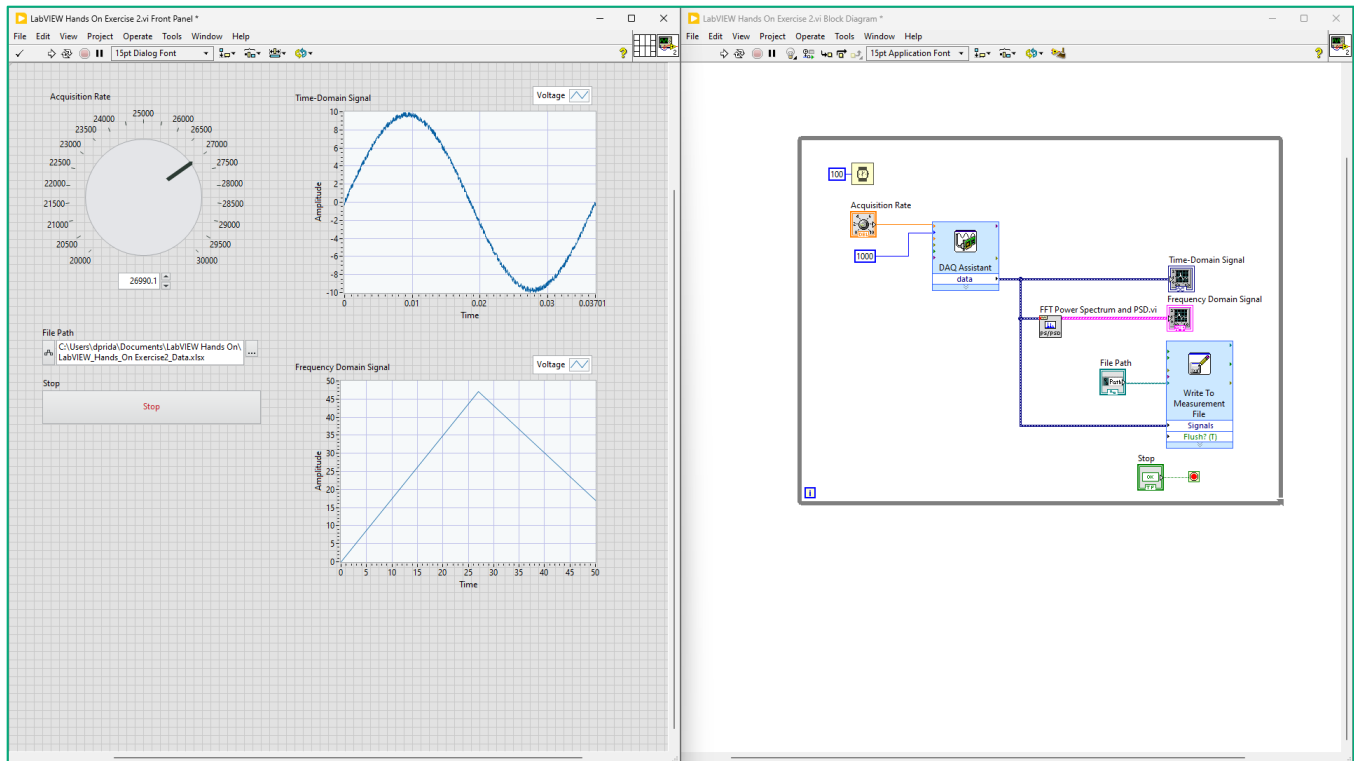 LabVIEW Hands On Exercise 2.vi Front Panel *
File Edit View Project Operate Tools Window Help
15pt Dialog Font
2
Acquisition Rate
20000
20500
21000
21500
22000
22500
23000
23500
24000
25000
26000
26500
27000
27500
28000
28500
29000
29500
30000
26990.1
File Path
C:\Users\dprida\Documents\LabVIEW Hands On\
LabVIEW_Hands_On Exercise2_Data.xlsx
...
Stop
Stop
Time-Domain Signal
Voltage
Amplitude
10
8
6
4
2
0
-2
-4
-6
-8
-10
0 0.01 0.02 0.03 0.03701
Time
Frequency Domain Signal
Voltage
Amplitude
50
45
40
35
30
25
20
15
10
5
0
0 5 10 15 20 25 30 35 40 45 50
Time
LabVIEW Hands On Exercise 2.vi Block Diagram *
File Edit View Project Operate Tools Window Help
15pt Application Font
2
100
Acquisition Rate
1000
DAQ Assistant
data
Time-Domain Signal
Frequency Domain Signal
FFT Power Spectrum and PSD.vi
PS/PSD
File Path
Path
Write To
Measurement
File
Signals
Flush? (T)
Stop
OK
TF
i